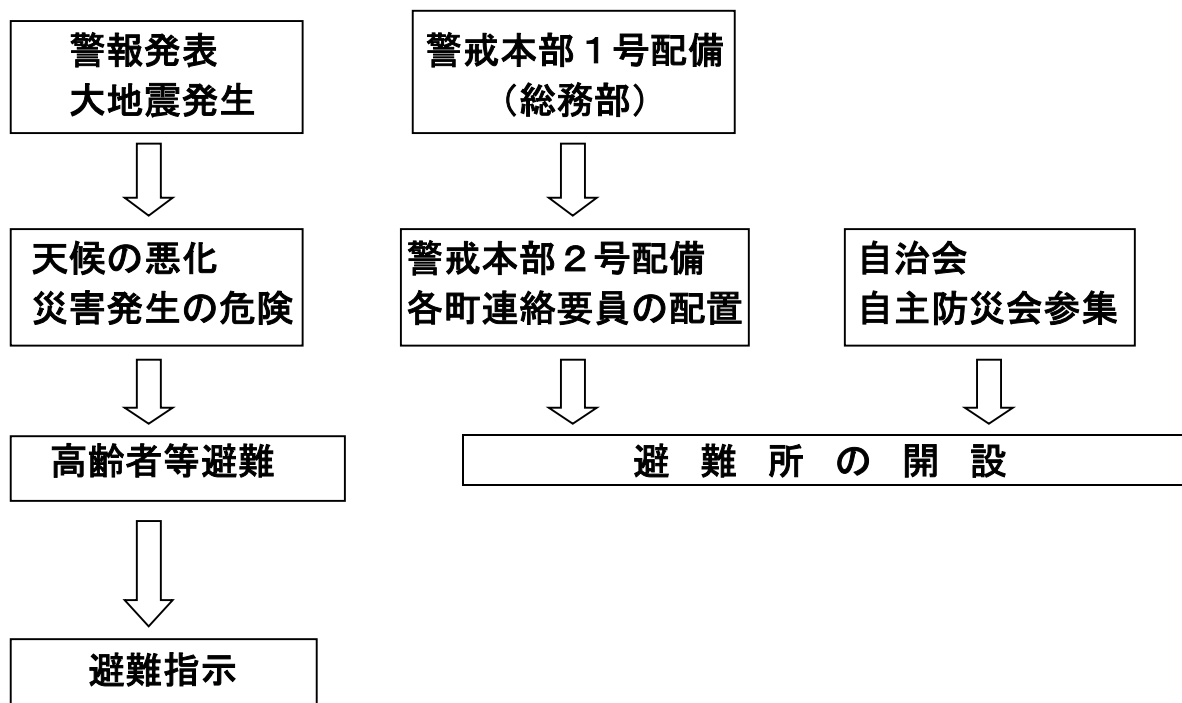 警報発表
大地震発生
警戒本部１号配備
（総務部）
天候の悪化
災害発生の危険
警戒本部２号配備
各町連絡要員の配置
自治会
自主防災会参集
高齢者等避難
避難所の開設
避難指示